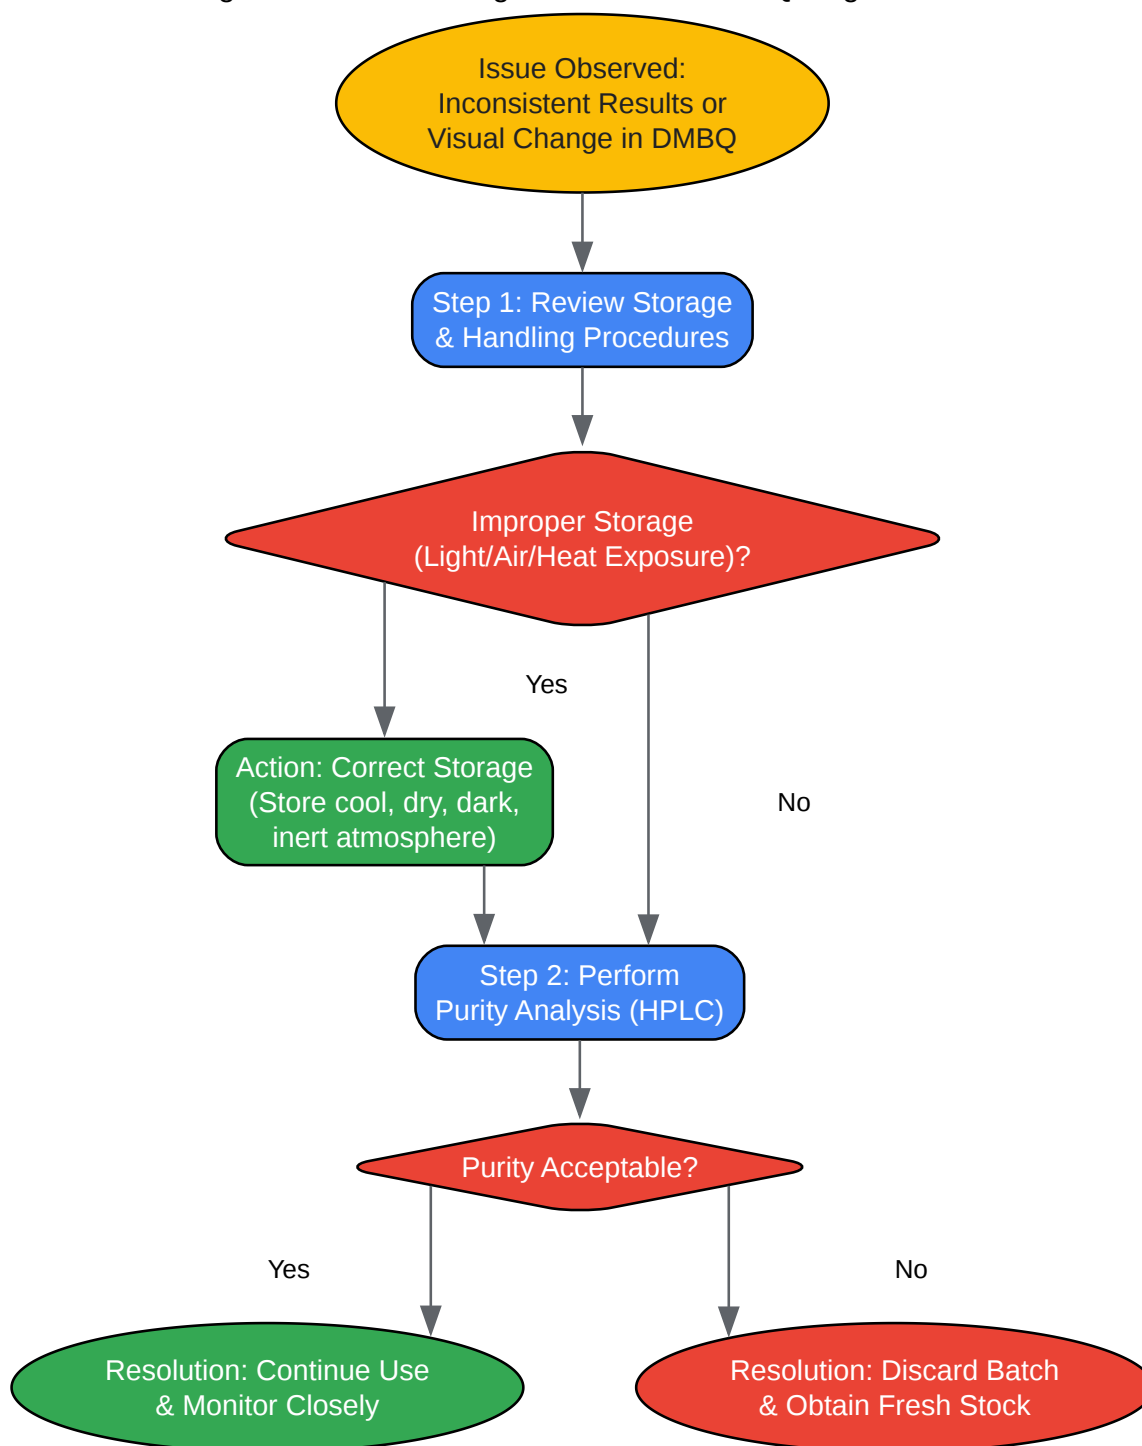 Issue Observed:
Inconsistent Results or
Visual Change in DMBQ
Step 1: Review Storage
& Handling Procedures
Improper Storage
(Light/Air/Heat Exposure)?
Yes
Action: Correct Storage
(Store cool, dry, dark,
inert atmosphere)
No
Step 2: Perform
Purity Analysis (HPLC)
Purity Acceptable?
Yes
No
Resolution: Continue Use
& Monitor Closely
Resolution: Discard Batch
& Obtain Fresh Stock